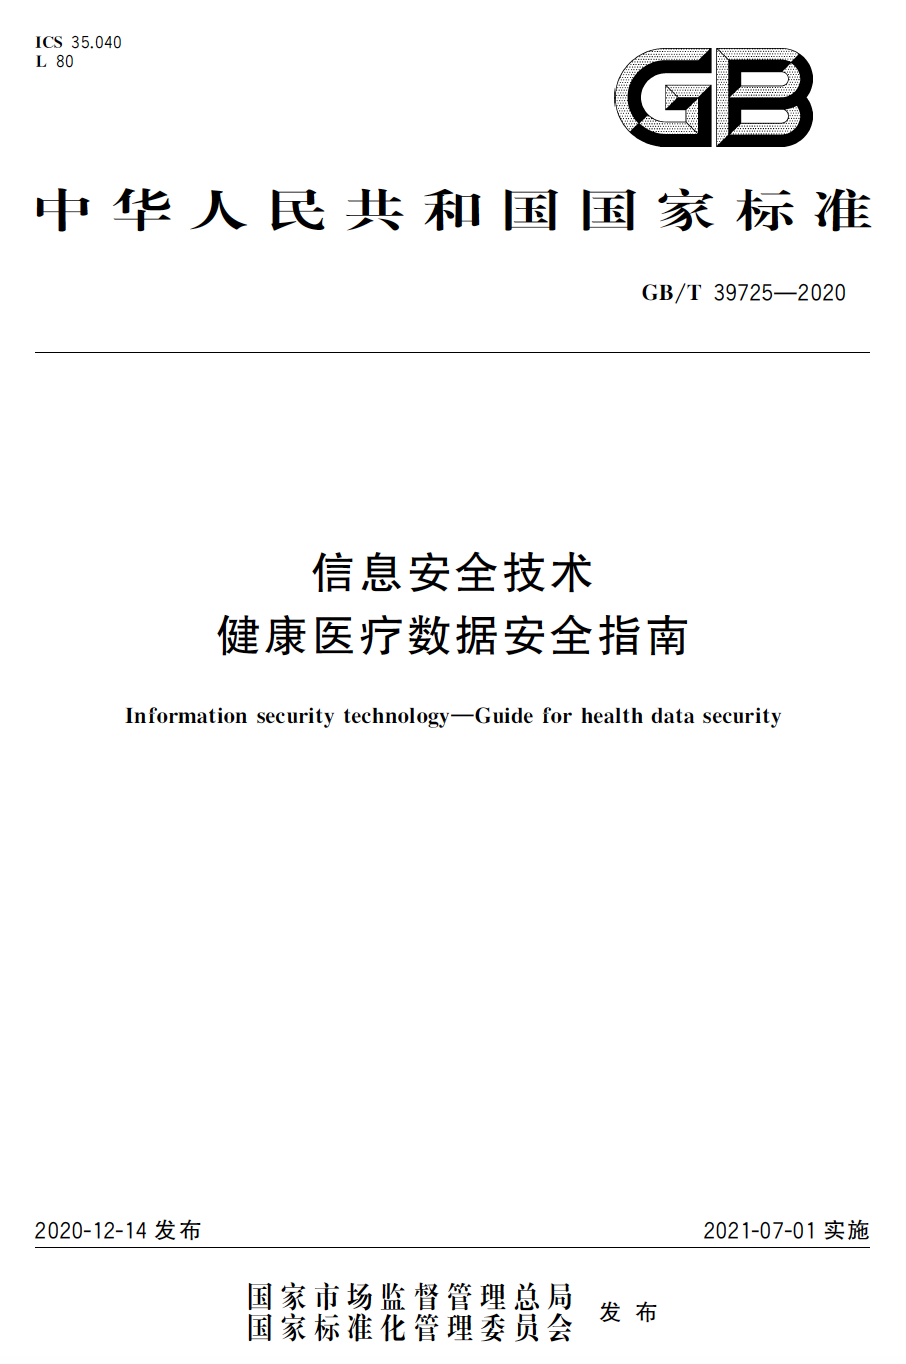 ICS 35.040
L 80
GB
中华人民共和国国家标准
GB/T 39725—2020
信息安全技术
健康医疗数据安全指南
Information security technology—Guide for health data security
2020-12-14 发布
2021-07-01 实施
国家市场监督管理总局
国家标准化管理委员会
发布